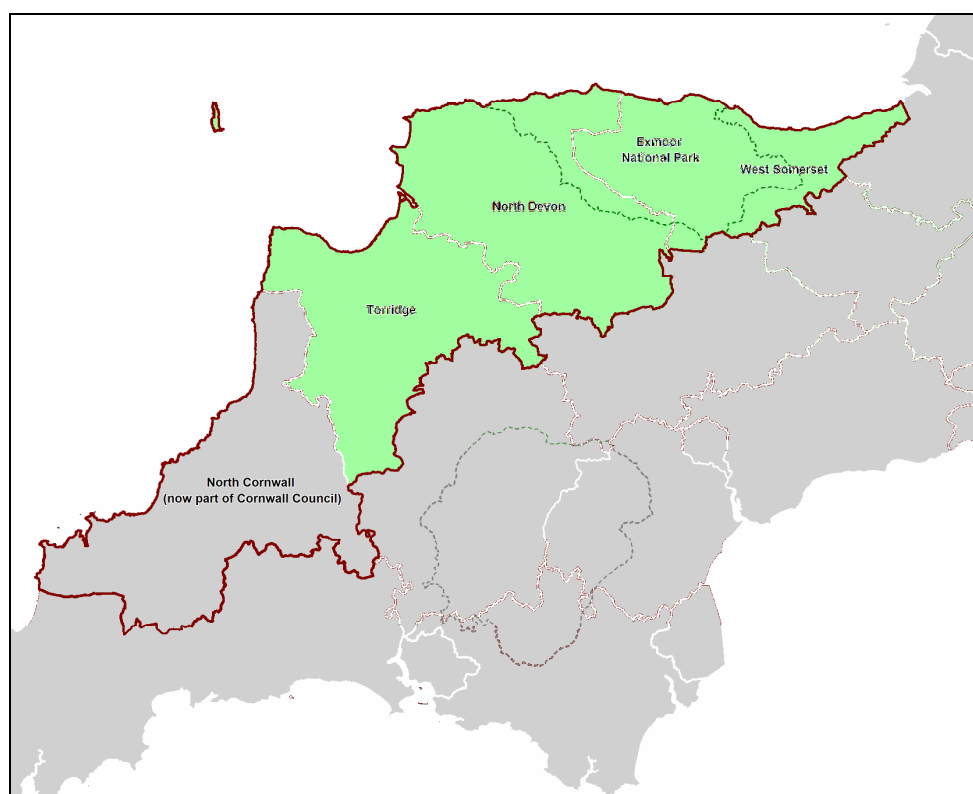 Exmoor
National Park
West Somerset
North Devon
Torridge
North Cornwall
(now part of Cornwall Council)